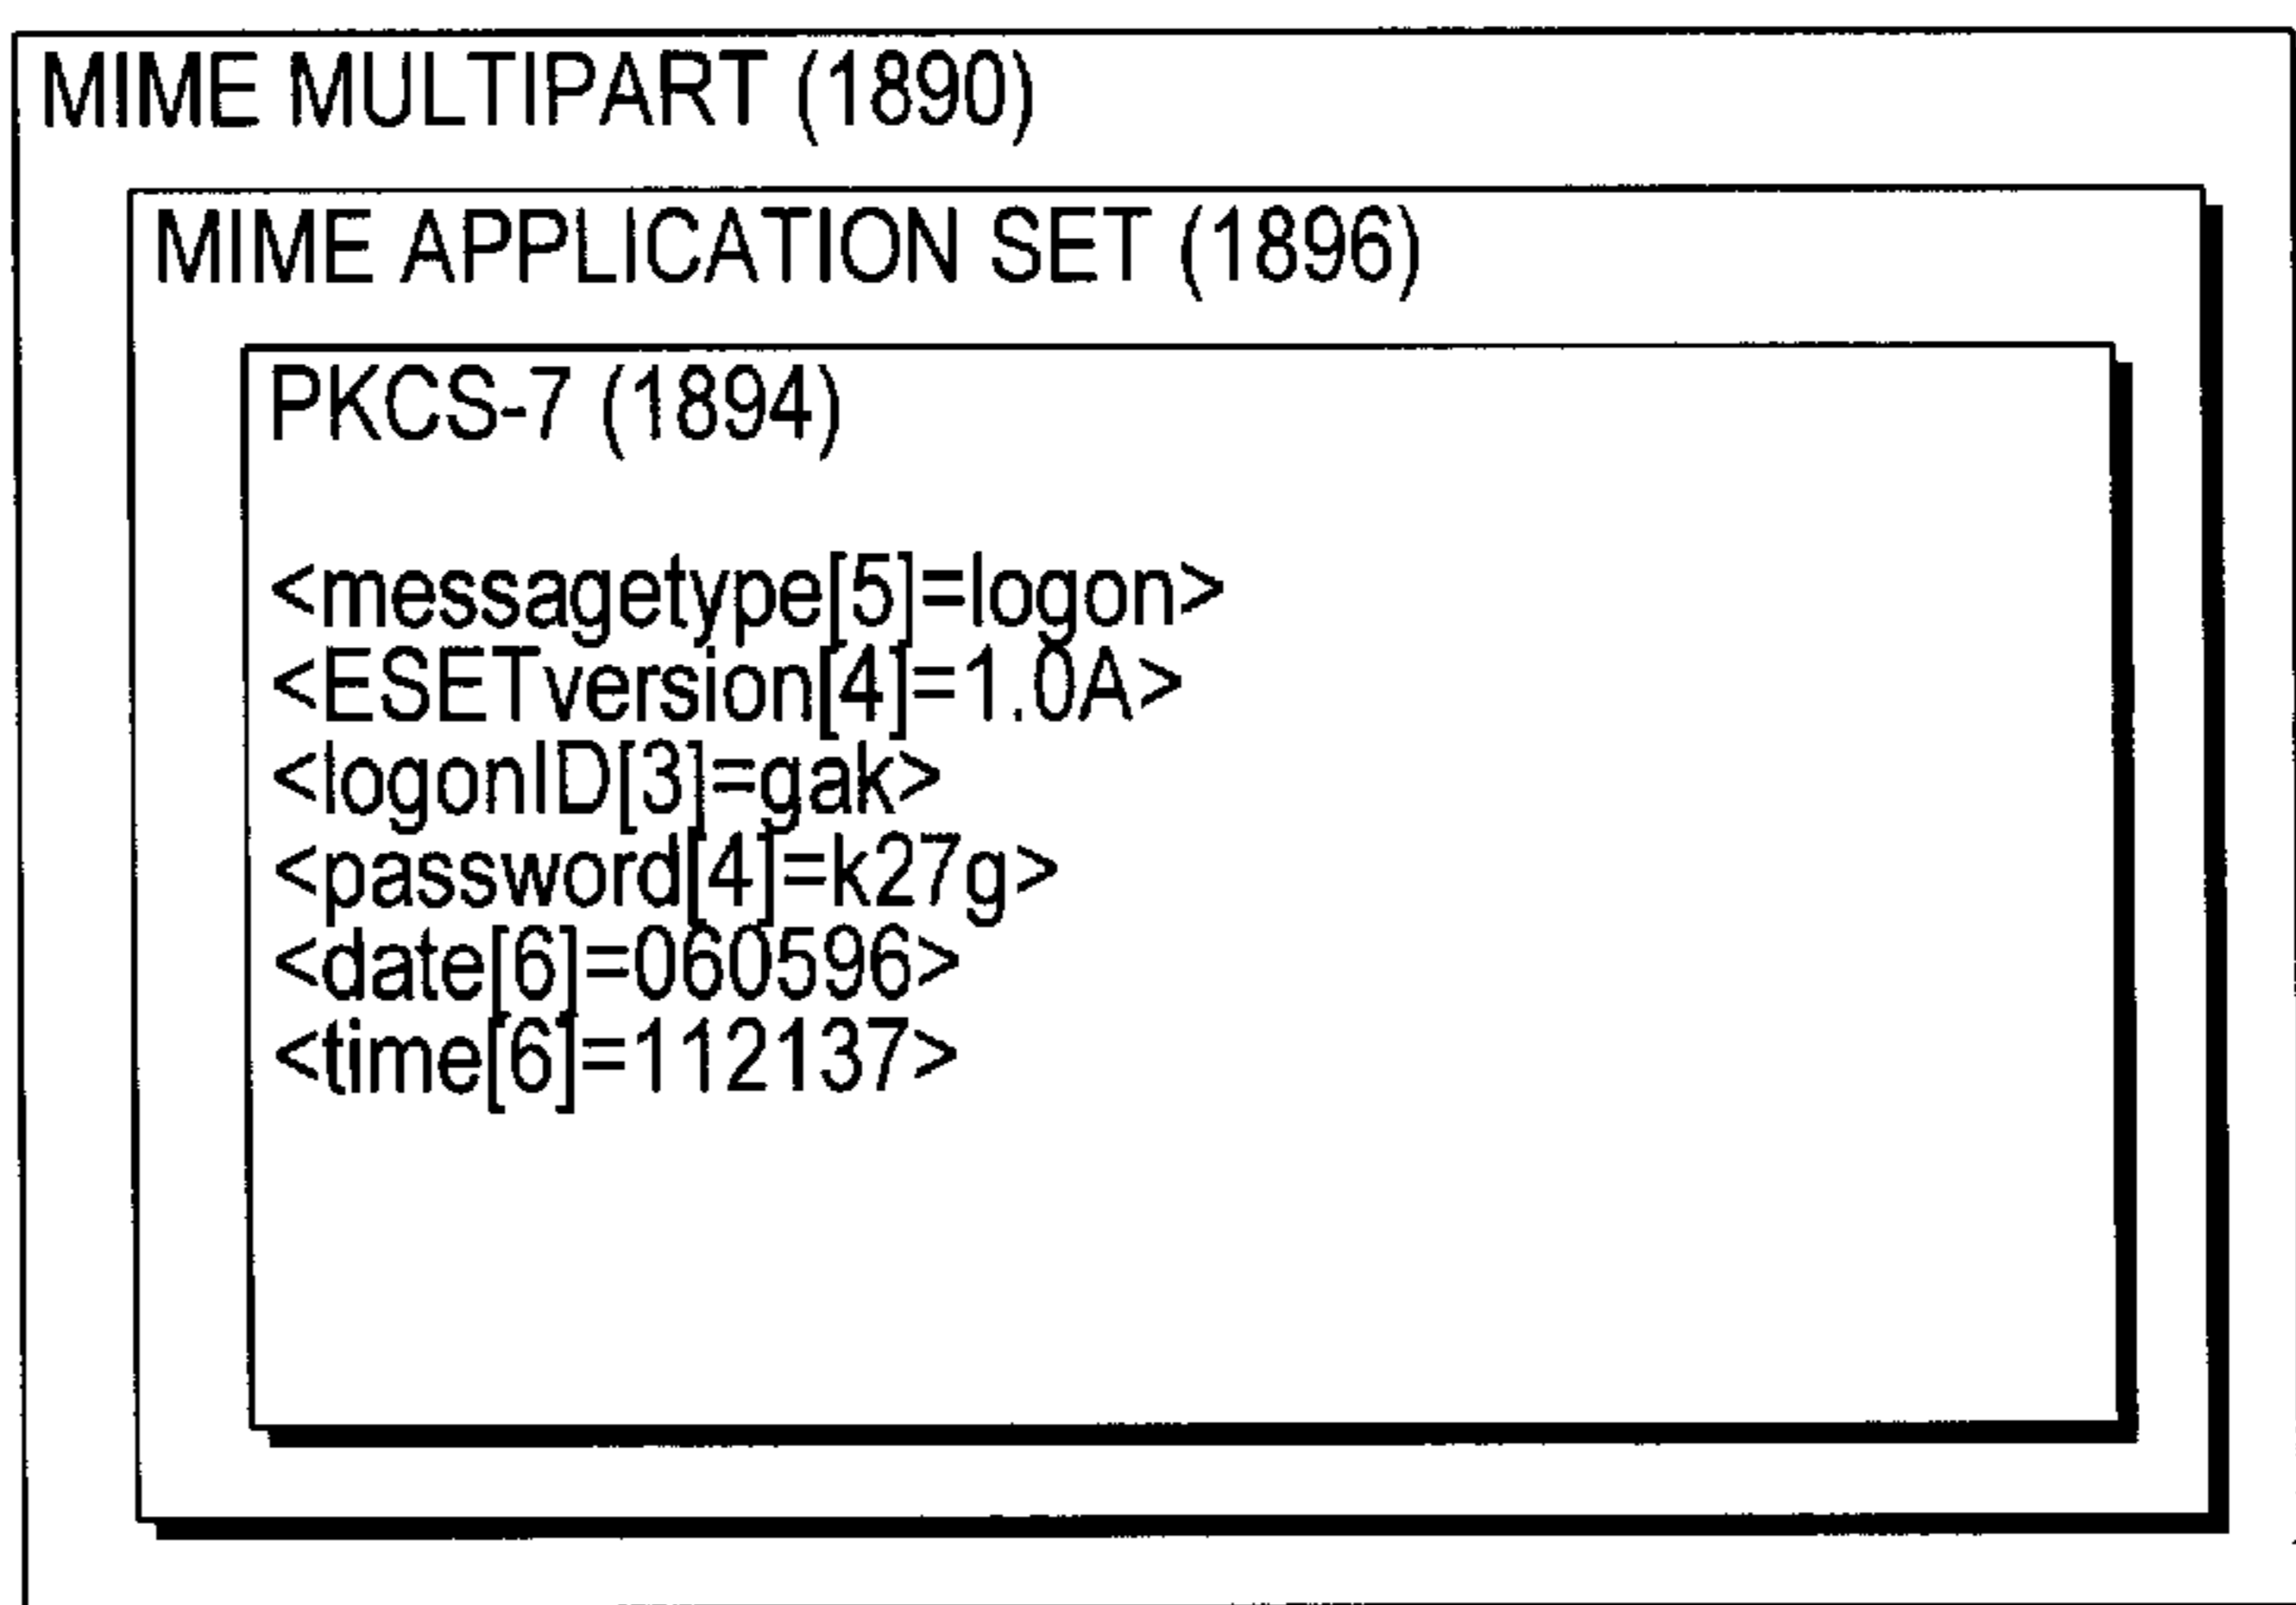 MIME MULTIPART (1890)
MIME APPLICATION SET (1896)
PKCS-7 (1894)
<messagetype[5]=logon>
<ESETversion[4]=1.0A>
<logonID[3]=gak>
<password[4]=k27g>
<date[6]=060596>
<time[6]=112137>